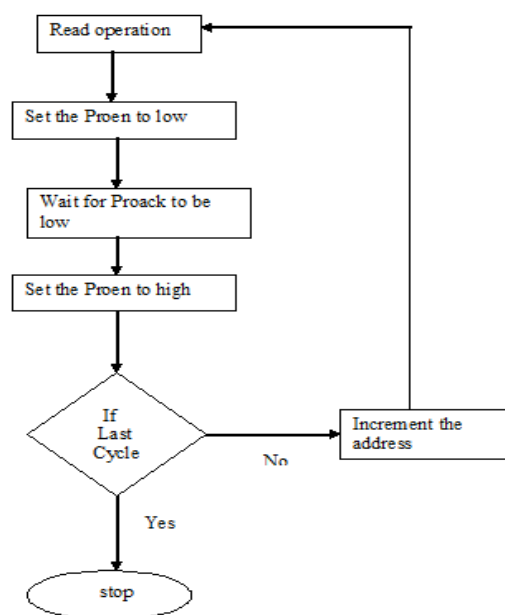 Read operation
Set the Proen to low
Wait for Proack to be
low
Set the Proen to high
If
Last
Cycle
No
Increment the
address
Yes
stop